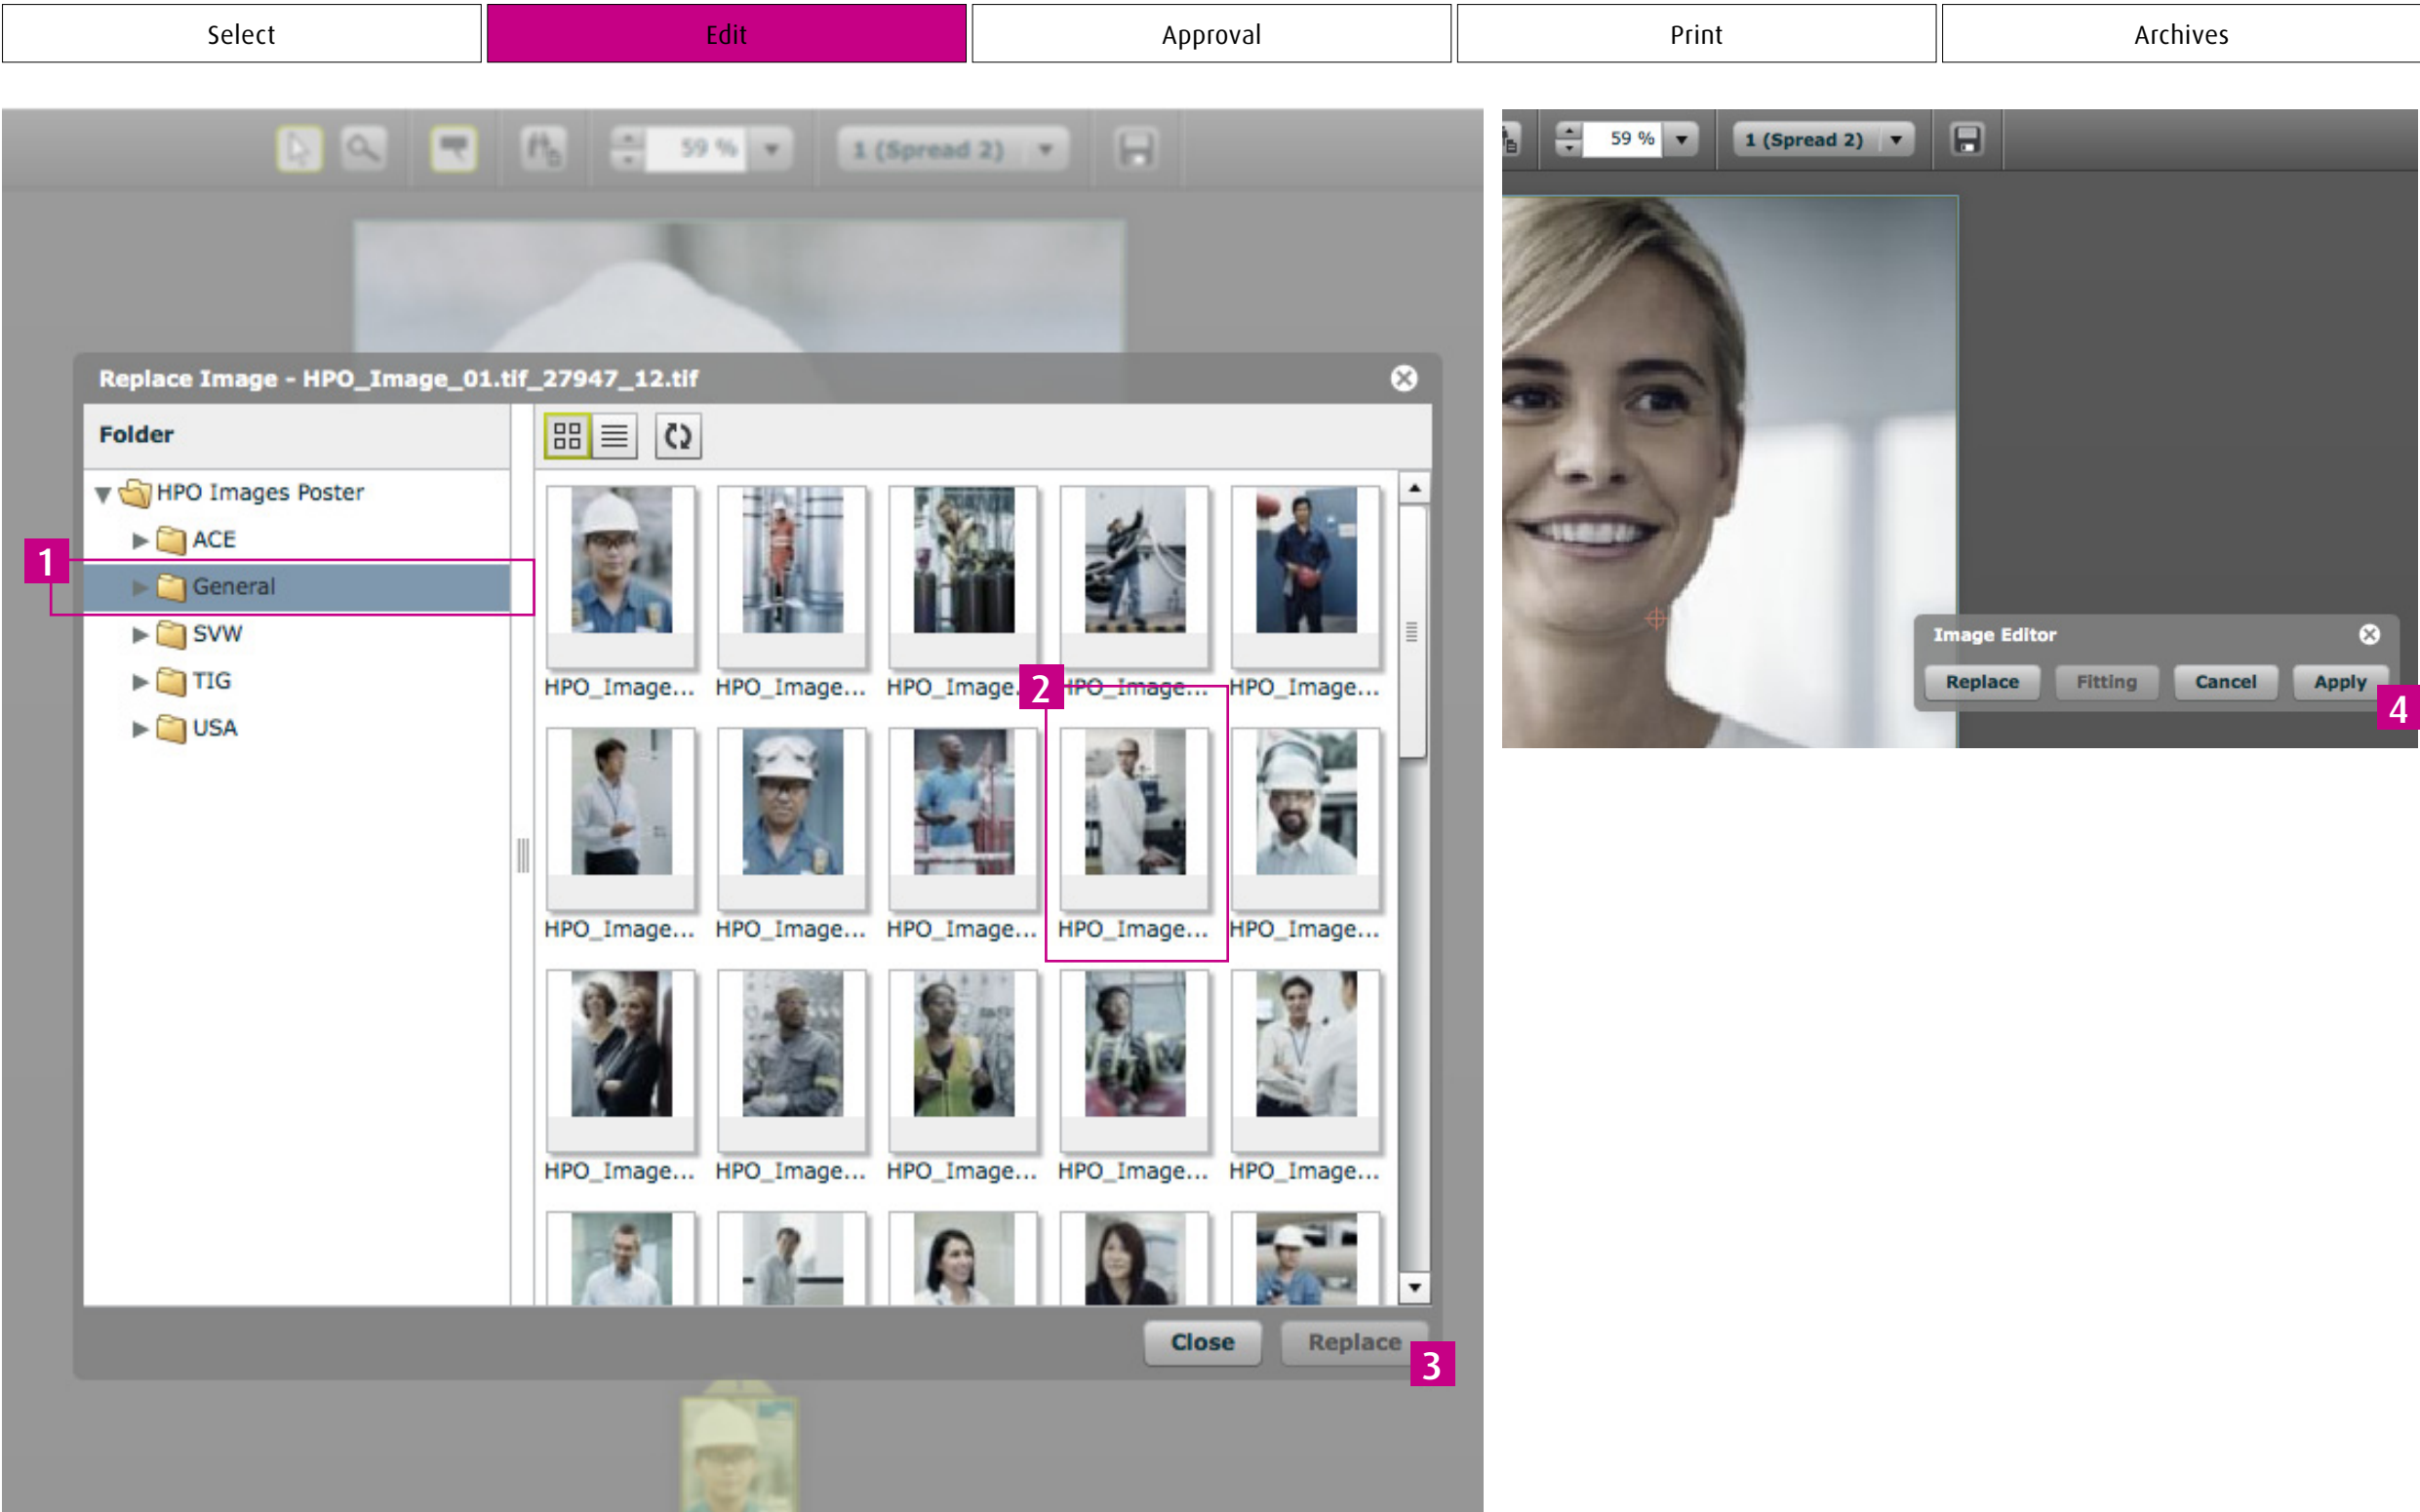 Select
Edit
Approval
Print
Archives
59 %
1 (Spread 2)
Replace Image - HPO_Image_01.tif_27947_12.tif
Folder
HPO Images Poster
ACE
1
General
SVW
TIG
USA
HPO_Image... HPO_Image... HPO_Image. 2 HPO_Image... HPO_Image...
HPO_Image... HPO_Image... HPO_Image... HPO_Image... HPO_Image...
HPO_Image... HPO_Image... HPO_Image... HPO_Image... HPO_Image...
Close Replace
3
59 %
1 (Spread 2)
Image Editor
Replace Fitting Cancel Apply
4